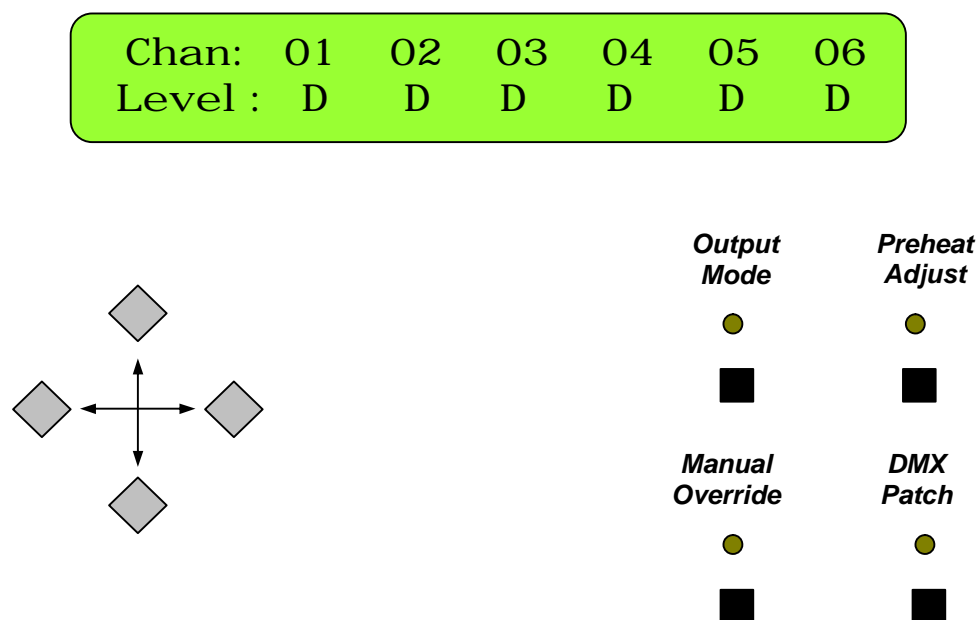 Chan: 01 02 03 04 05 06
Level : D D D D D D
Output Preheat
Mode Adjust
Manual DMX
Override Patch